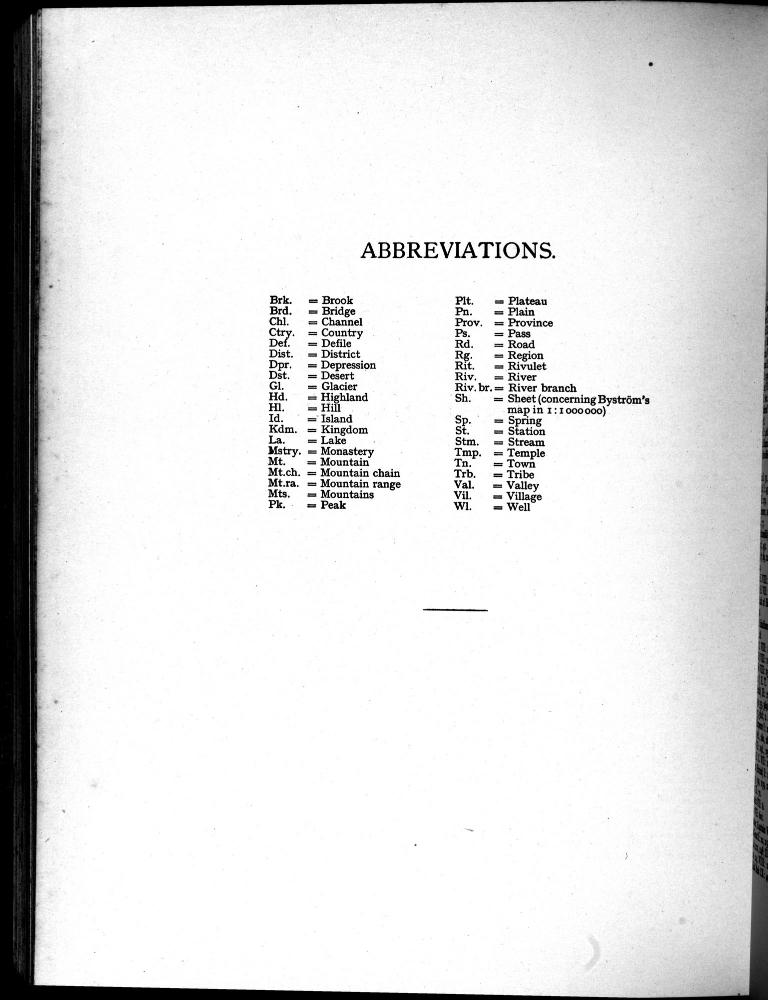 ABBREVIATIONS.
Brk. = Brook
Brd. = Bridge
Chl. = Channel
Ctry. = Country
Def. = Defile
Dist. = District
Dpr. = Depression
Dst. = Desert
Gl. = Glacier
Hd. = Highland
Hl. = Hill
Id. = Island
Kdm. = Kingdom
La. = Lake
Mstry. = Monastery
Mt. = Mountain
Mt.ch. = Mountain chain
Mt.ra. = Mountain range
Mts. = Mountains
Pk. = Peak
Plt. = Plateau
Pn. = Plain
Prov. = Province
Ps. = Pass
Rd. = Road
Rg. = Region
Rit. = Rivulet
Riv. = River
Riv. br. = River branch
Sh. = Sheet (concerning Byström's
map in 1 : 1 000 000)
Sp. = Spring
St. = Station
Stm. = Stream
Tmp. = Temple
Tn. = Town
Trb. = Tribe
Val. = Valley
Vil. = Village
Wl. = Well